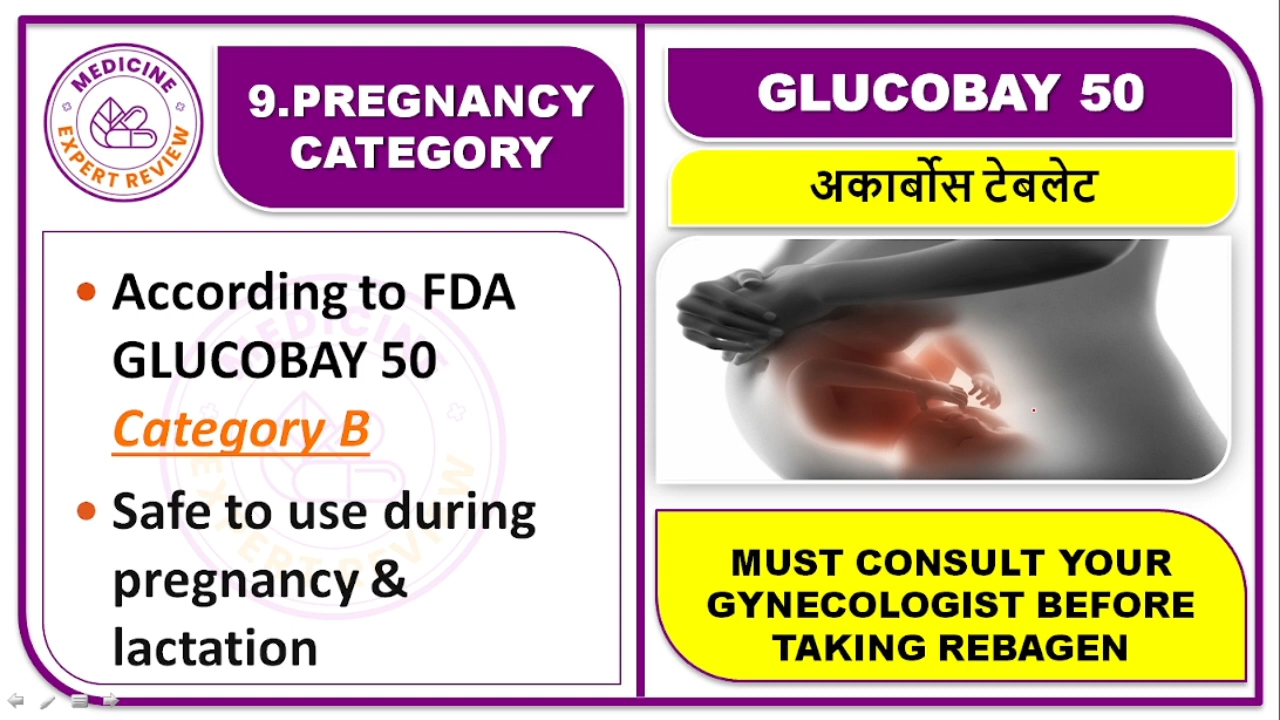 MEDICINE
EXPERT REVIEW
9.PREGNANCY
CATEGORY
• According to FDA
GLUCOBAY 50
Category B
• Safe to use during
pregnancy &
lactation
GLUCOBAY 50
अकार्बोस टेबलेट
MUST CONSULT YOUR
GYNECOLOGIST BEFORE
TAKING REBAGEN